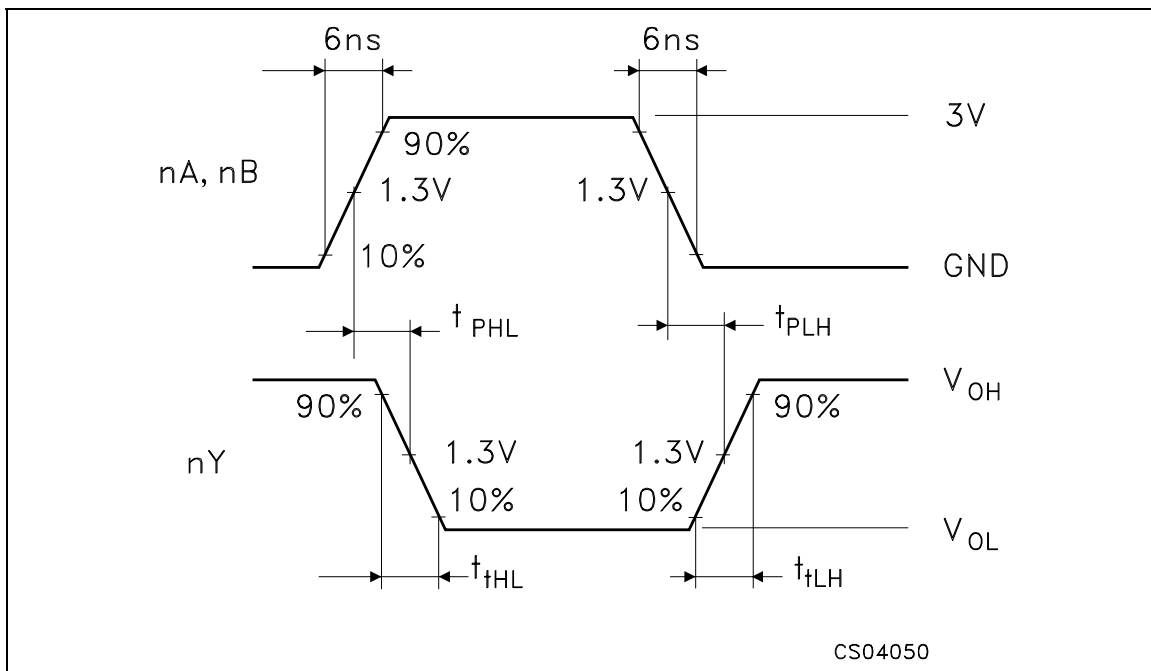 6ns 6ns
3V
90%
nA, nB
1.3V 1.3V
10%
GND
t PHL tPLH
VOH
90% 90%
1.3V 1.3V
nY
10% 10%
VOL
ttHL ttLH
CS04050